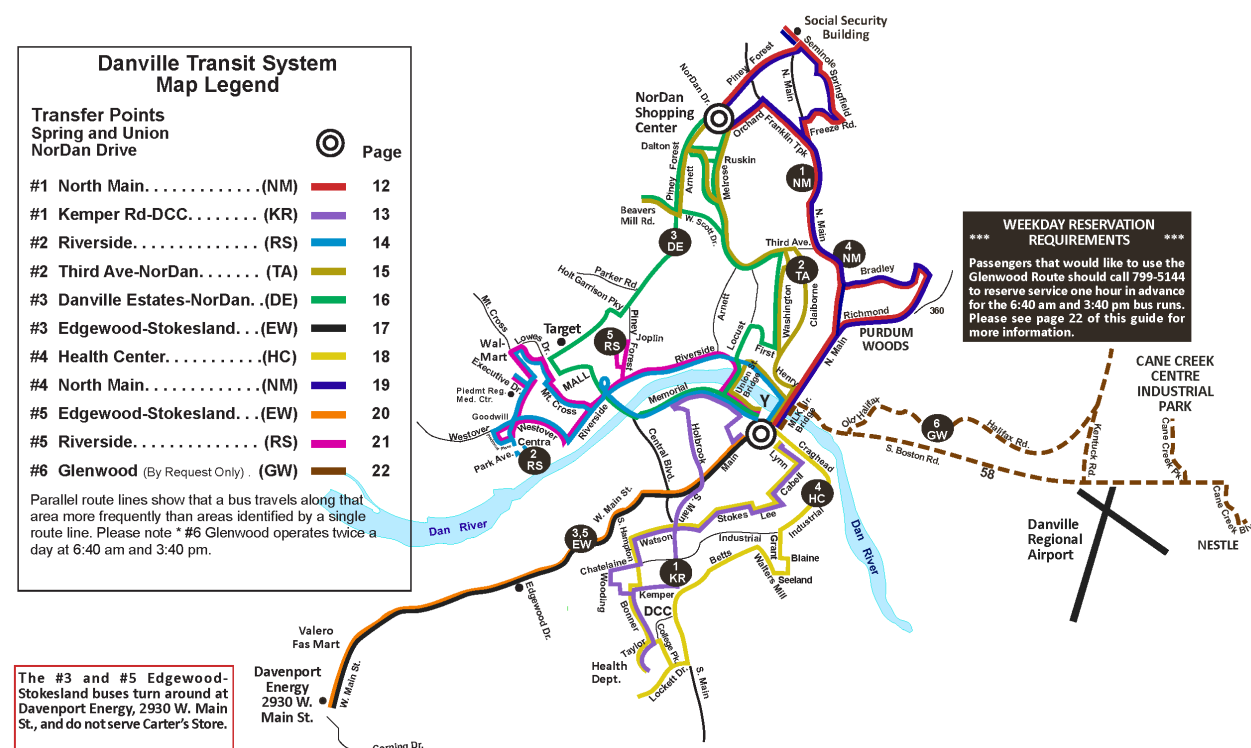 Danville Transit System
Map Legend
Transfer Points
Spring and Union
NorDan Drive
Page
#1 North Main. . . . . . . . . . . . .(NM) 12
#1 Kemper Rd-DCC. . . . . . . . (KR) 13
#2 Riverside. . . . . . . . . . . . . . (RS) 14
#2 Third Ave-NorDan. . . . . . . (TA) 15
#3 Danville Estates-NorDan. .(DE) 16
#3 Edgewood-Stokesland. . . (EW) 17
#4 Health Center. . . . . . . . . . .(HC) 18
#4 North Main. . . . . . . . . . . . .(NM) 19
#5 Edgewood-Stokesland. . . (EW) 20
#5 Riverside. . . . . . . . . . . . . . (RS) 21
#6 Glenwood (By Request Only) . (GW) 22
Parallel route lines show that a bus travels along that
area more frequently than areas identified by a single
route line. Please note * #6 Glenwood operates twice a
day at 6:40 am and 3:40 pm.
The #3 and #5 Edgewood-
Stokesland buses turn around at
Davenport Energy, 2930 W. Main
St., and do not serve Carter's Store.
WEEKDAY RESERVATION
*** REQUIREMENTS ***
Passengers that would like to use the
Glenwood Route should call 799-5144
to reserve service one hour in advance
for the 6:40 am and 3:40 pm bus runs.
Please see page 22 of this guide for
more information.
Social Security
Building
Piney Forest
Seminole
Springfield
N. Main
NorDan Dr.
NorDan
Shopping
Center
Orchard
Franklin Tpk
Freeze Rd.
Dalton
Piney Forest
Arnett
Ruskin
Melrose
1
NM
Beavers
Mill Rd.
W. Scott Dr.
N. Main
3
DE
Third Ave.
4
NM
2
TA
Bradley
Parker Rd
Holt Garrison Pky
Arnett
Washington
Claiborne
Richmond
360
PURDUM
WOODS
N. Main
Mt. Cross
Target
Lowes Dr.
Wal-
Mart
5
RS
Piney Forest
Joplin
Riverside
Locust
First
Henry
MALL
Executive Dr.
Piedmt Reg.
Med. Ctr.
Mt. Cross
Goodwill
Westover
Westover
Centra
Park Ave.
2
RS
Riverside
Memorial
Union St.
Bridge
Y
MLK Jr.
Bridge
Holbrook
Central Blvd.
Main
Lynn
Craghead
Cabell
4
HC
Old Halifax
6
GW
Halifax Rd.
S. Boston Rd.
58
Kentuck Rd.
CANE CREEK
CENTRE
INDUSTRIAL
PARK
Cane Creek Pk
Cane Creek
NESTLE
Danville
Regional
Airport
Dan River
Dan River
W. Main St.
3,5
EW
S. Hampton
S. Main
Stokes
Lee
Industrial
Watson
Industrial
Grant
Blaine
Betts
Walters Mill
Seeland
Chatelaine
Wooding
1
KR
Kemper
Bonner
DCC
College Pk.
Taylor
Health
Dept.
Lockett Dr.
S. Main
Edgewood Dr.
Valero
Fas Mart
W. Main St.
Davenport
Energy
2930 W.
Main St.
Corning Dr.